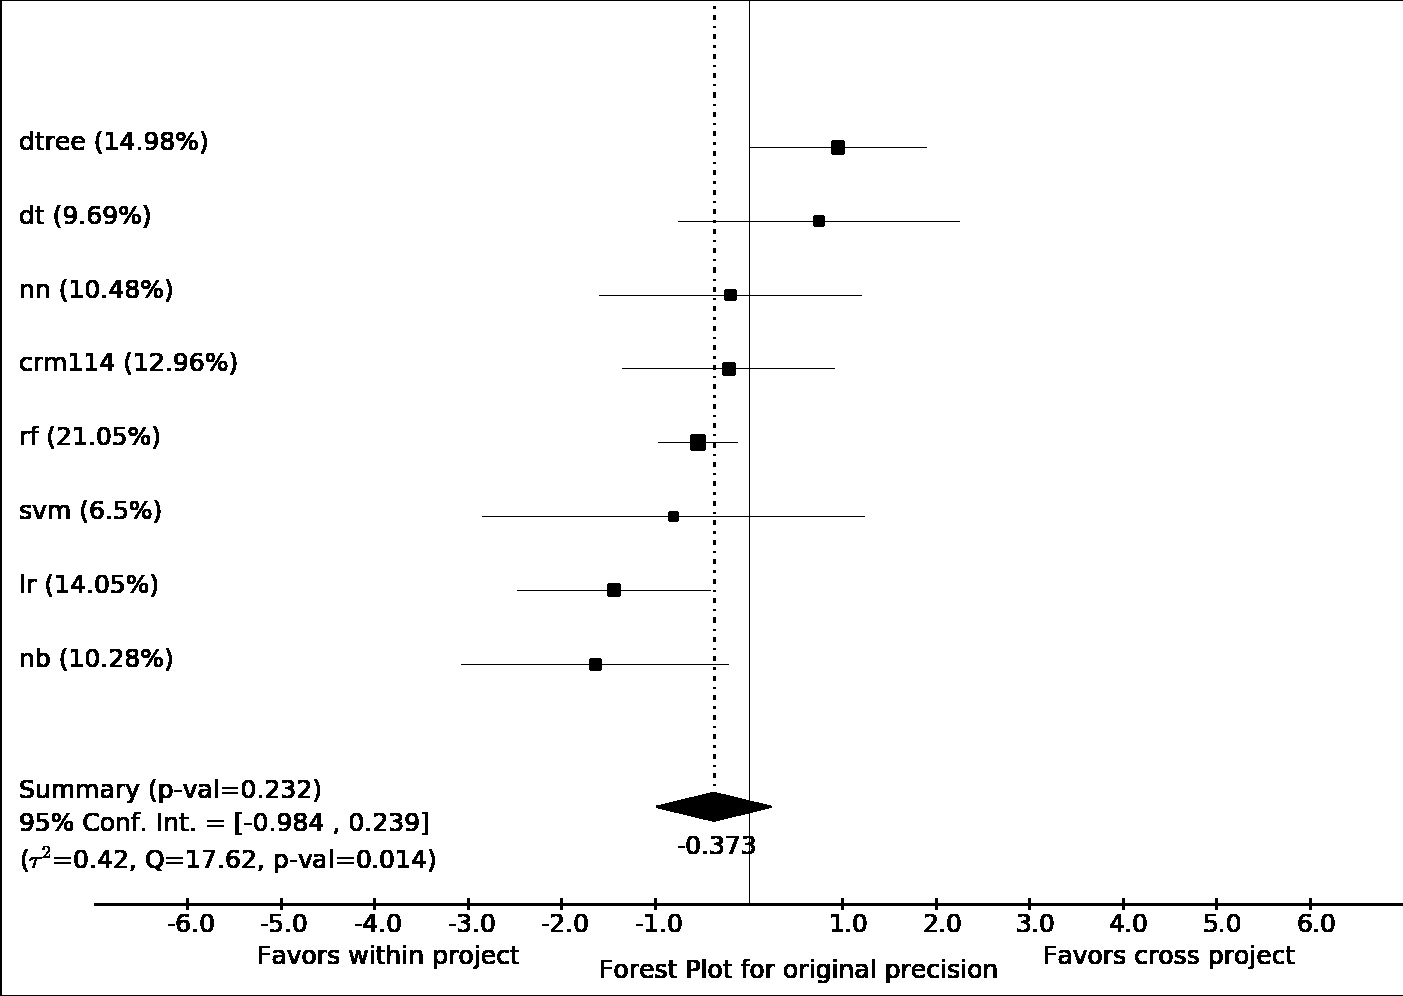 dtree (14.98%)
dt (9.69%)
nn (10.48%)
crm114 (12.96%)
rf (21.05%)
svm (6.5%)
lr (14.05%)
nb (10.28%)
Summary (p-val=0.232)
95% Conf. Int. = [-0.984 , 0.239]
(τ²=0.42, Q=17.62, p-val=0.014)
-0.373
-6.0 -5.0 -4.0 -3.0 -2.0 -1.0 1.0 2.0 3.0 4.0 5.0 6.0
Favors within project Favors cross project
Forest Plot for original precision